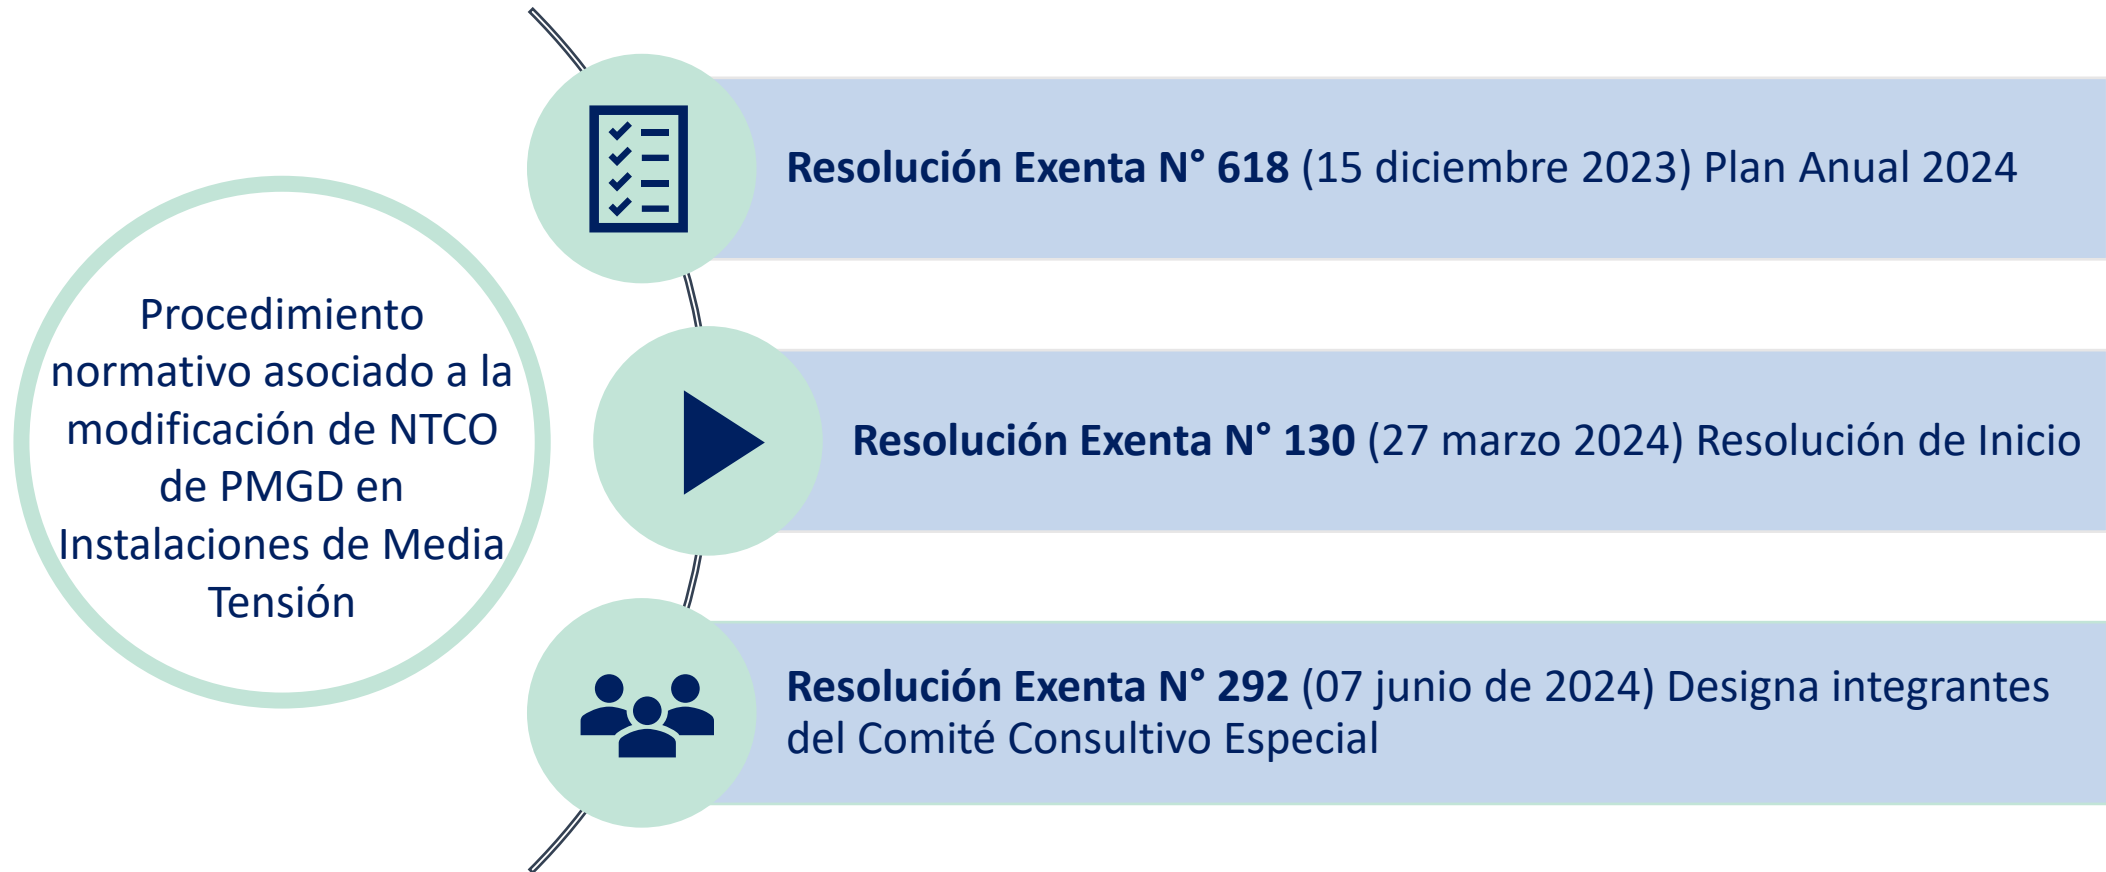 Procedimiento
normativo asociado a la
modificación de NTCO
de PMGD en
Instalaciones de Media
Tensión
Resolución Exenta N° 618 (15 diciembre 2023) Plan Anual 2024
Resolución Exenta N° 130 (27 marzo 2024) Resolución de Inicio
Resolución Exenta N° 292 (07 junio de 2024) Designa integrantes
del Comité Consultivo Especial